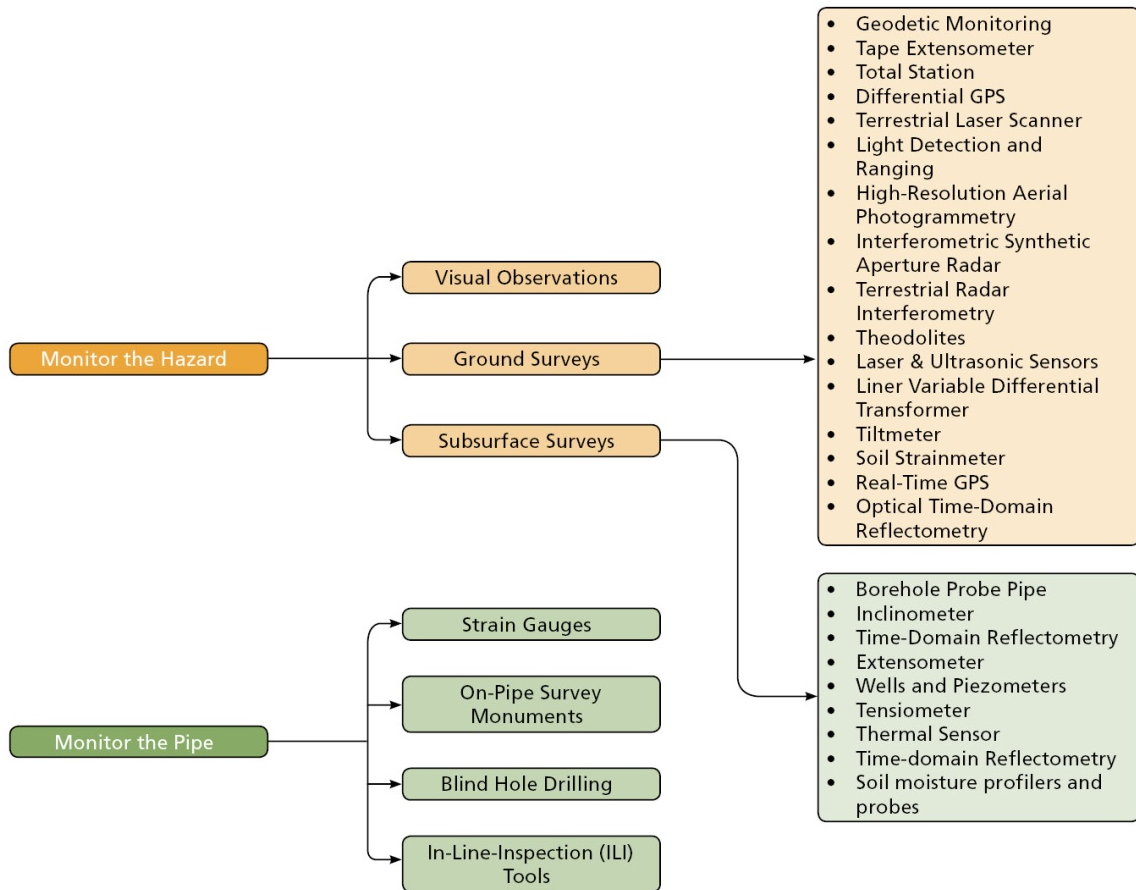 Monitor the Hazard
Visual Observations
Ground Surveys
Subsurface Surveys
• Geodetic Monitoring
• Tape Extensometer
• Total Station
• Differential GPS
• Terrestrial Laser Scanner
• Light Detection and
Ranging
• High-Resolution Aerial
Photogrammetry
• Interferometric Synthetic
Aperture Radar
• Terrestrial Radar
Interferometry
• Theodolites
• Laser & Ultrasonic Sensors
• Liner Variable Differential
Transformer
• Tiltmeter
• Soil Strainmeter
• Real-Time GPS
• Optical Time-Domain
Reflectometry
• Borehole Probe Pipe
• Inclinometer
• Time-Domain Reflectometry
• Extensometer
• Wells and Piezometers
• Tensiometer
• Thermal Sensor
• Time-domain Reflectometry
• Soil moisture profilers and
probes
Monitor the Pipe
Strain Gauges
On-Pipe Survey
Monuments
Blind Hole Drilling
In-Line-Inspection (ILI)
Tools